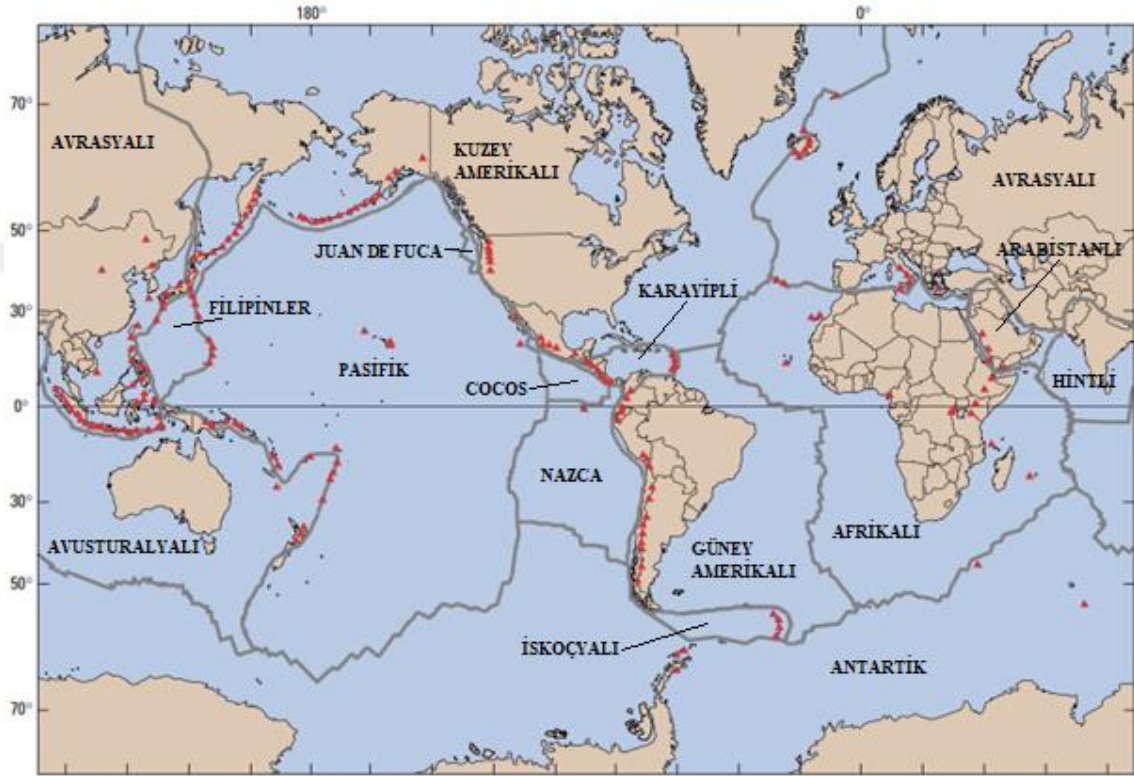 180°
0°
70°
50°
30°
0°
30°
50°
70°
AVRASYALI
KUZEY
AMERİKALI
AVRASYALI
JUAN DE FUCA
ARABİSTANLI
KARAYİPLİ
FİLİPİNLER
PASİFİK
COCOS
HİNTLİ
NAZCA
AVUSTURALYALI
GÜNEY
AMERİKALI
AFRİKALI
İSKOÇYALI
ANTARTİK